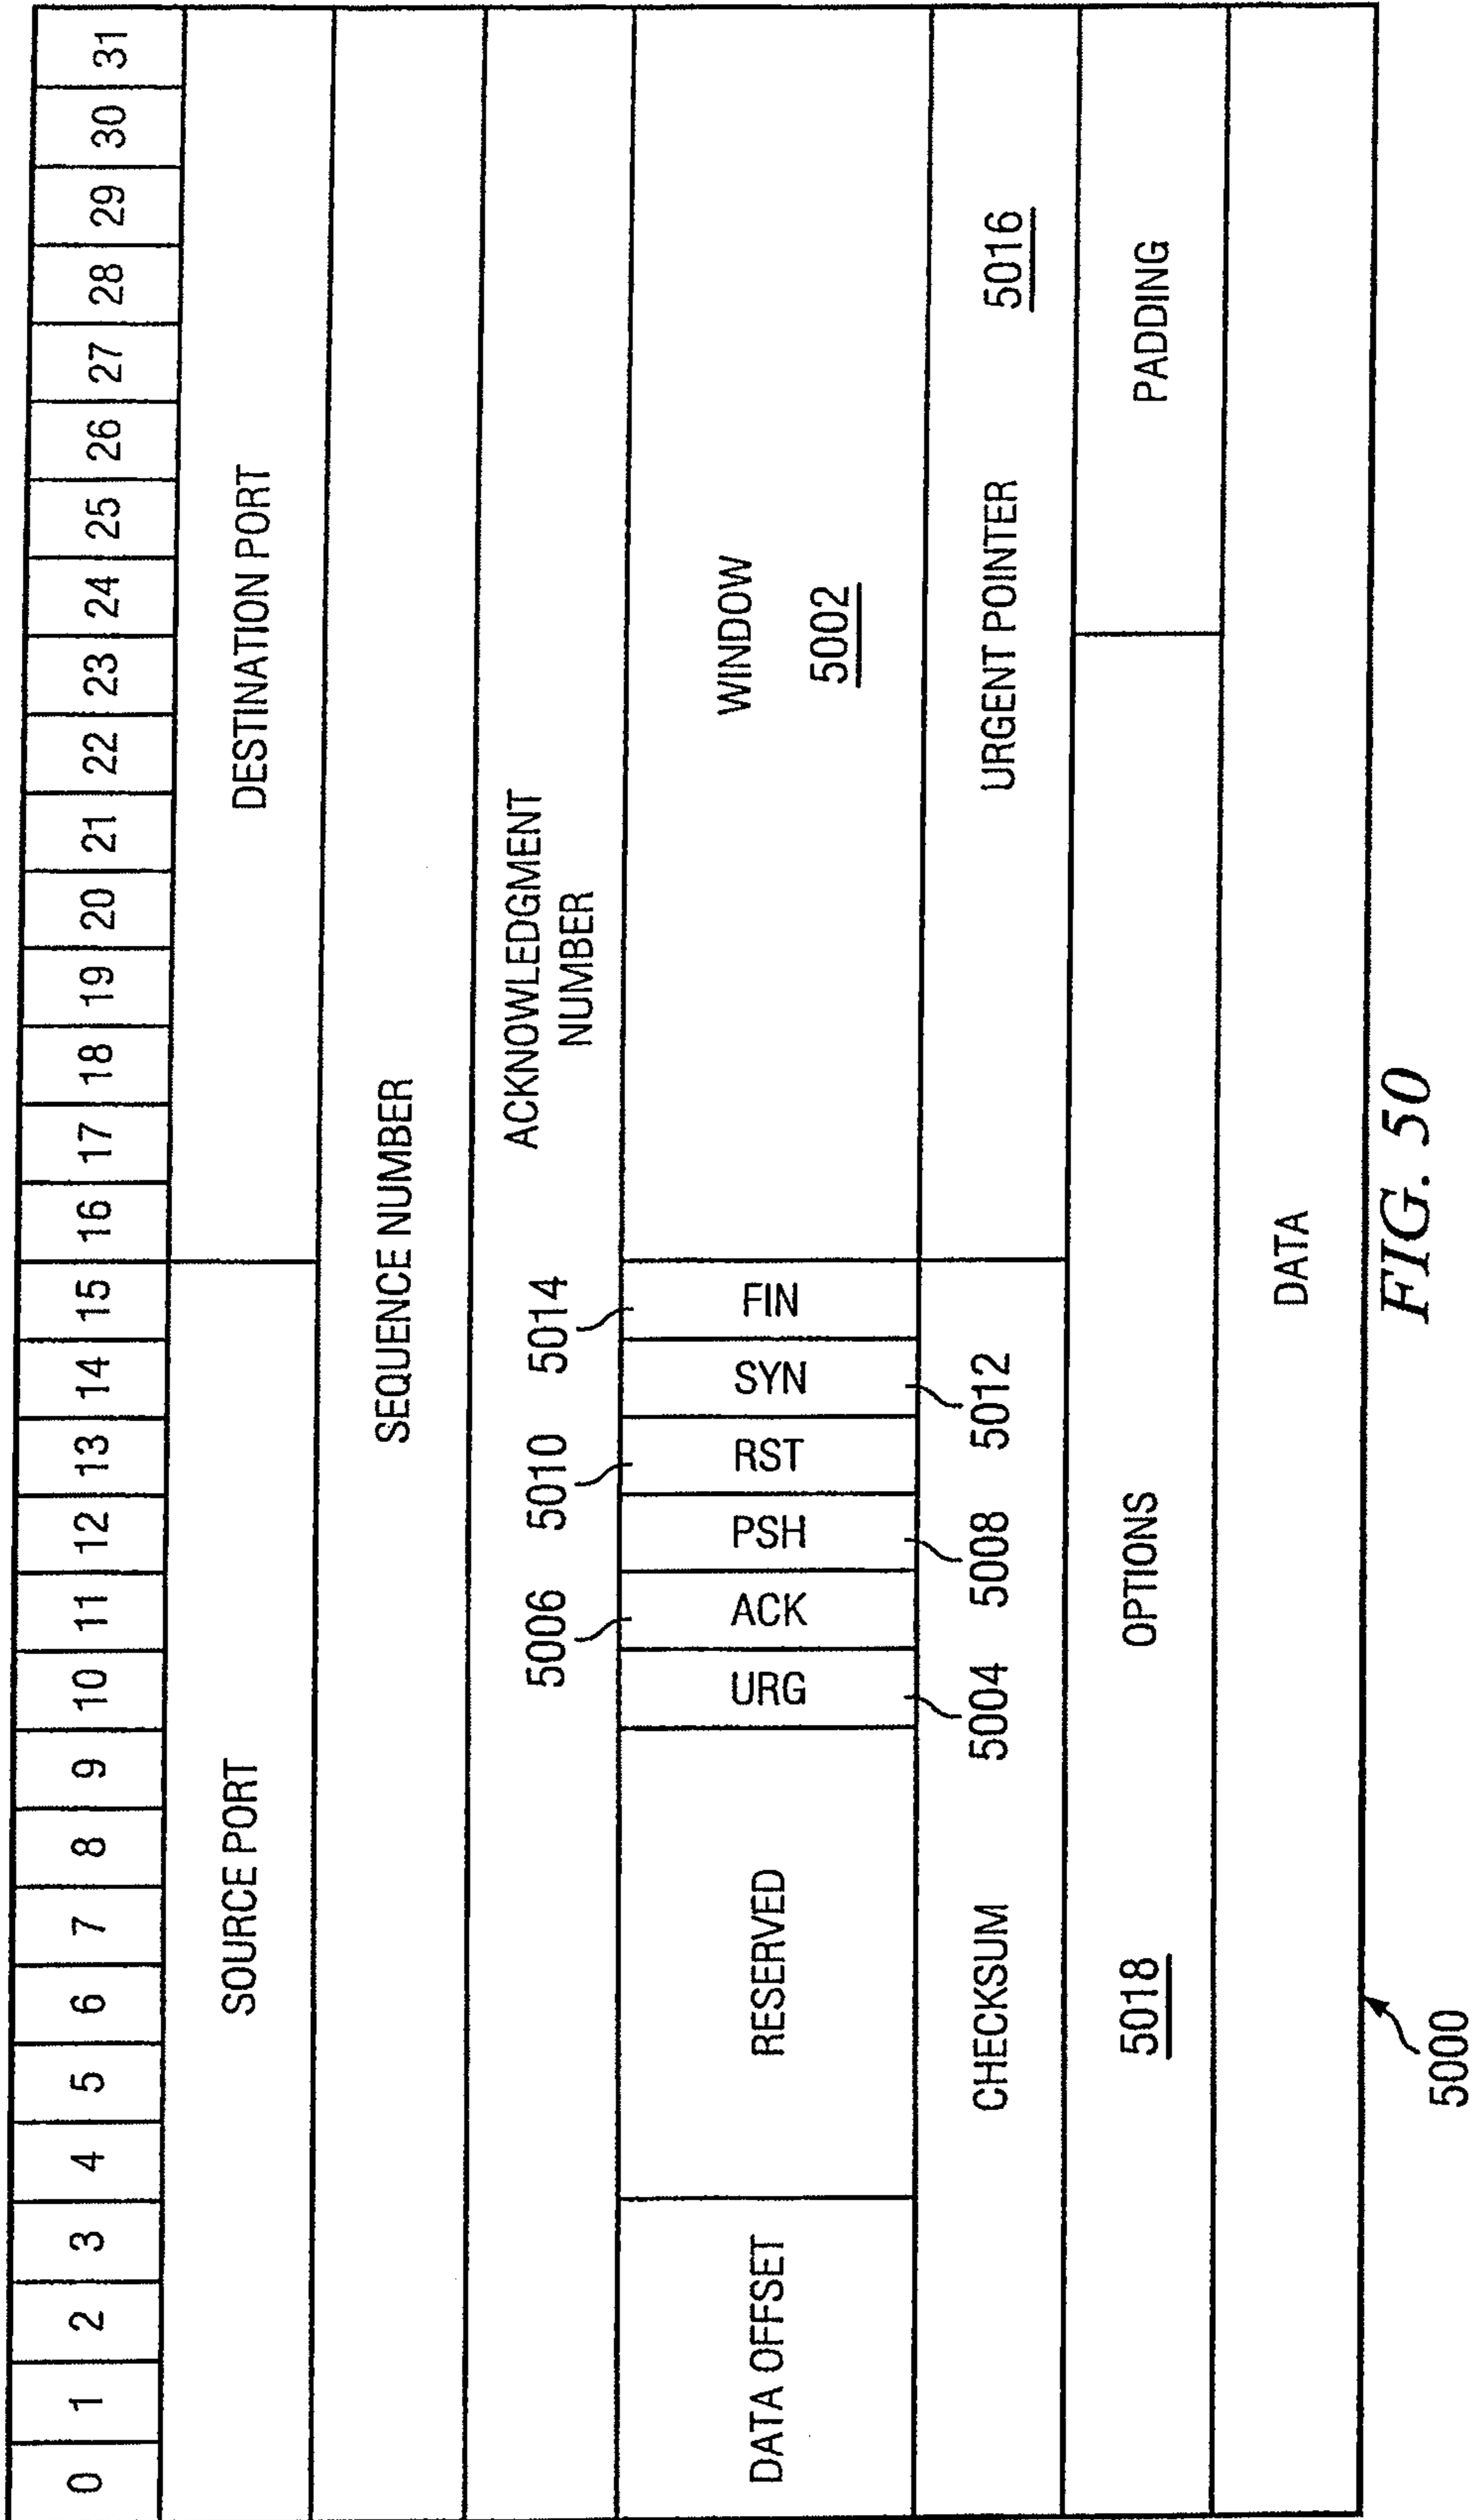 0 1 2 3 4 5 6 7 8 9 10 11 12 13 14 15 16 17 18 19 20 21 22 23 24 25 26 27 28 29 30 31
SOURCE PORT DESTINATION PORT
SEQUENCE NUMBER
ACKNOWLEDGMENT
NUMBER
5006 5010 5014
DATA OFFSET RESERVED URG ACK PSH RST SYN FIN WINDOW
5002
CHECKSUM 5004 5008 5012 URGENT POINTER 5016
5018 OPTIONS PADDING
DATA
5000
FIG. 50